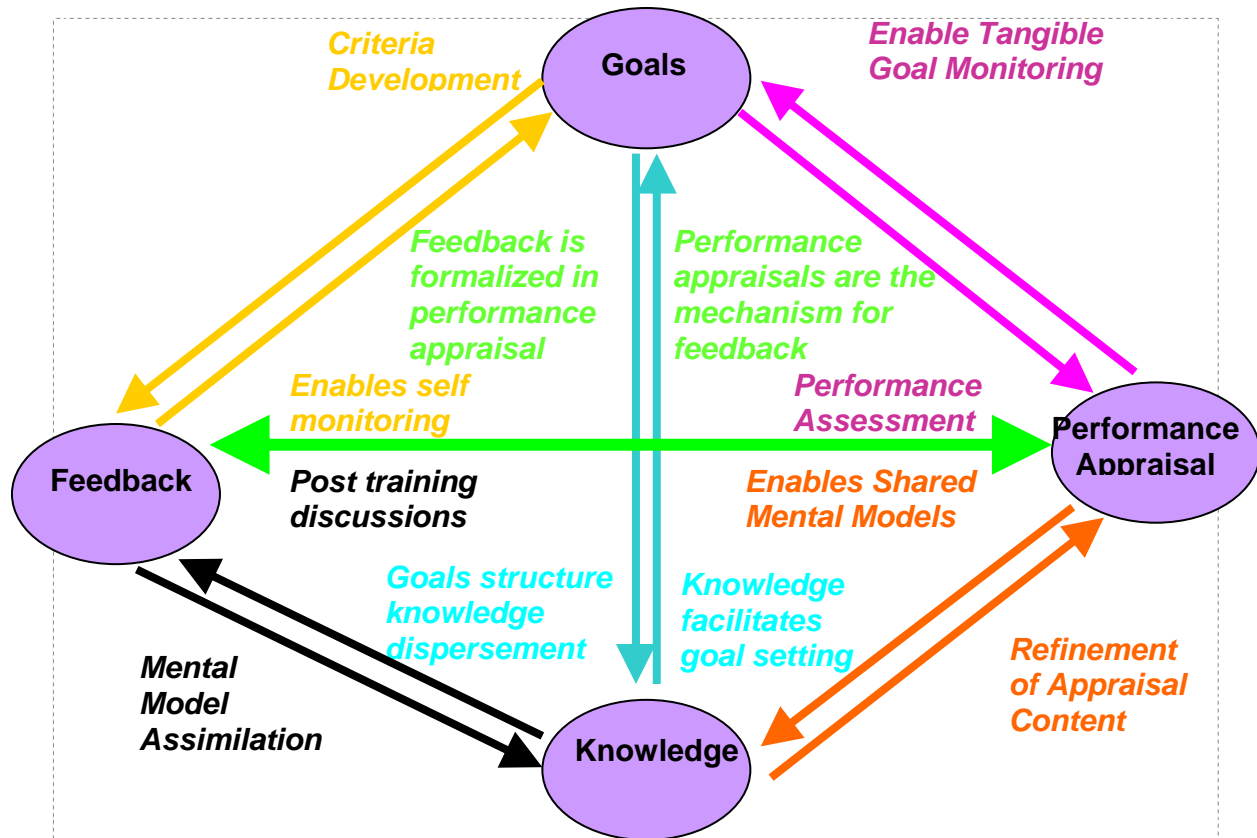 Criteria
Development
Goals
Enable Tangible
Goal Monitoring
Feedback is
formalized in
performance
appraisal
Performance
appraisals are the
mechanism for
feedback
Enables self
monitoring
Performance
Assessment
Feedback
Performance
Appraisal
Post training
discussions
Enables Shared
Mental Models
Goals structure
knowledge
dispersement
Knowledge
facilitates
goal setting
Mental
Model
Assimilation
Refinement
of Appraisal
Content
Knowledge